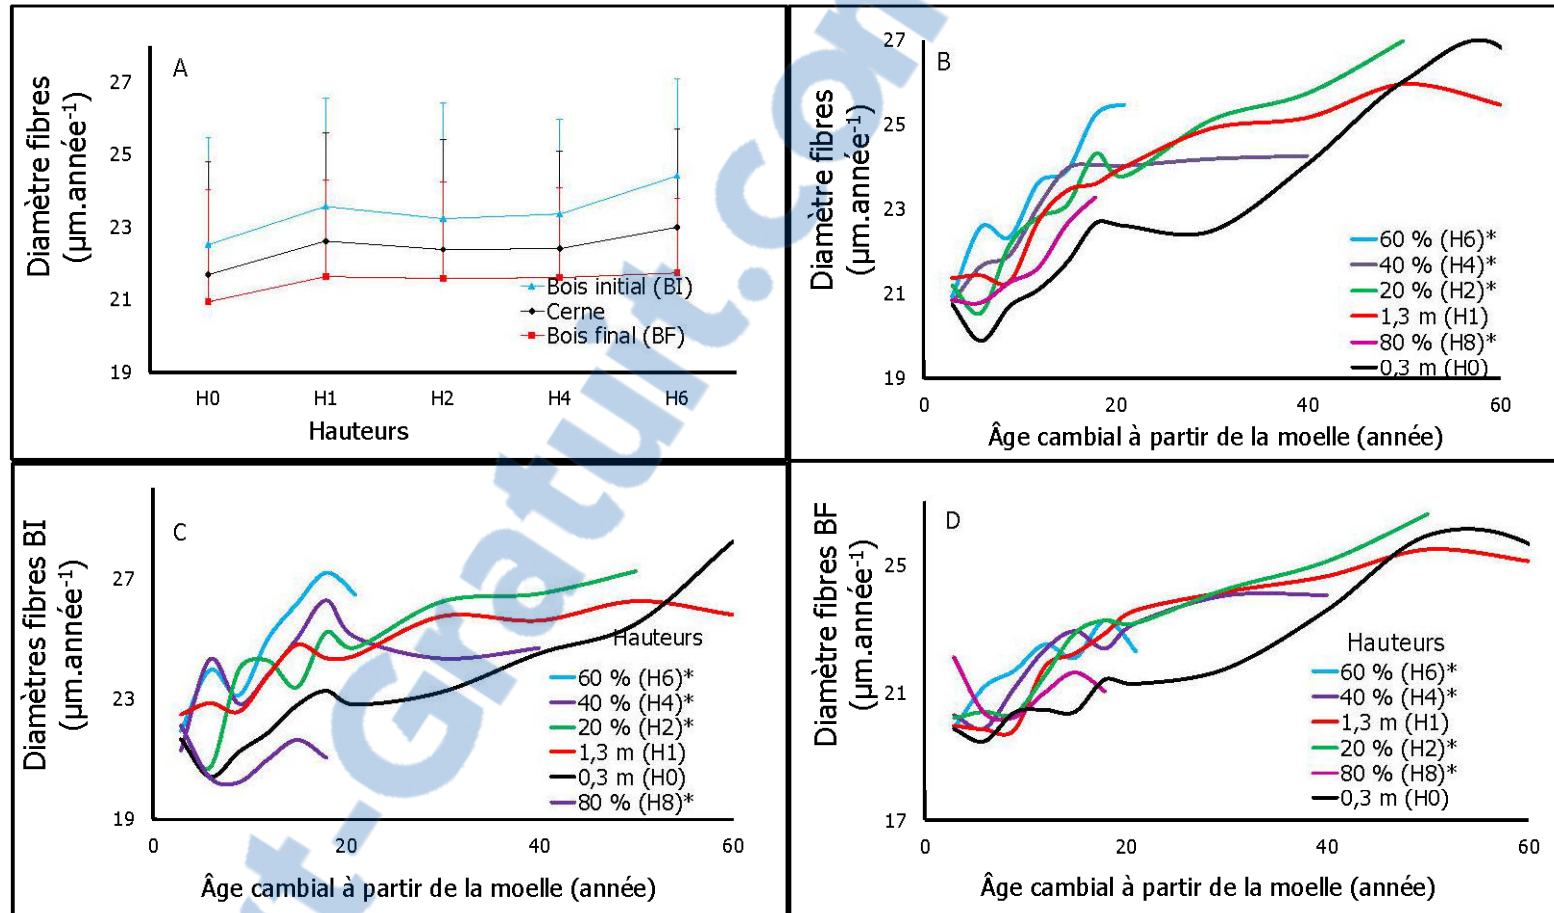 A
Diamètre fibres
(µm.année⁻¹)
27
25
23
21
19
Bois initial (BI)
Cerne
Bois final (BF)
H0 H1 H2 H4 H6
Hauteurs
B
Diamètre fibres
(µm.année⁻¹)
27
25
23
21
19
60 % (H6)*
40 % (H4)*
20 % (H2)*
1,3 m (H1)
80 % (H8)*
0,3 m (H0)
0 20 40 60
Âge cambial à partir de la moelle (année)
C
Diamètres fibres BI
(µm.année⁻¹)
27
23
19
Hauteurs
60 % (H6)*
40 % (H4)*
20 % (H2)*
1,3 m (H1)
0,3 m (H0)
80 % (H8)*
0 20 40 60
Âge cambial à partir de la moelle (année)
D
Diamètre fibres BF
(µm.année⁻¹)
25
21
17
Hauteurs
60 % (H6)*
40 % (H4)*
1,3 m (H1)
20 % (H2)*
80 % (H8)*
0,3 m (H0)
0 20 40 60
Âge cambial à partir de la moelle (année)
rt-Gratuit.com